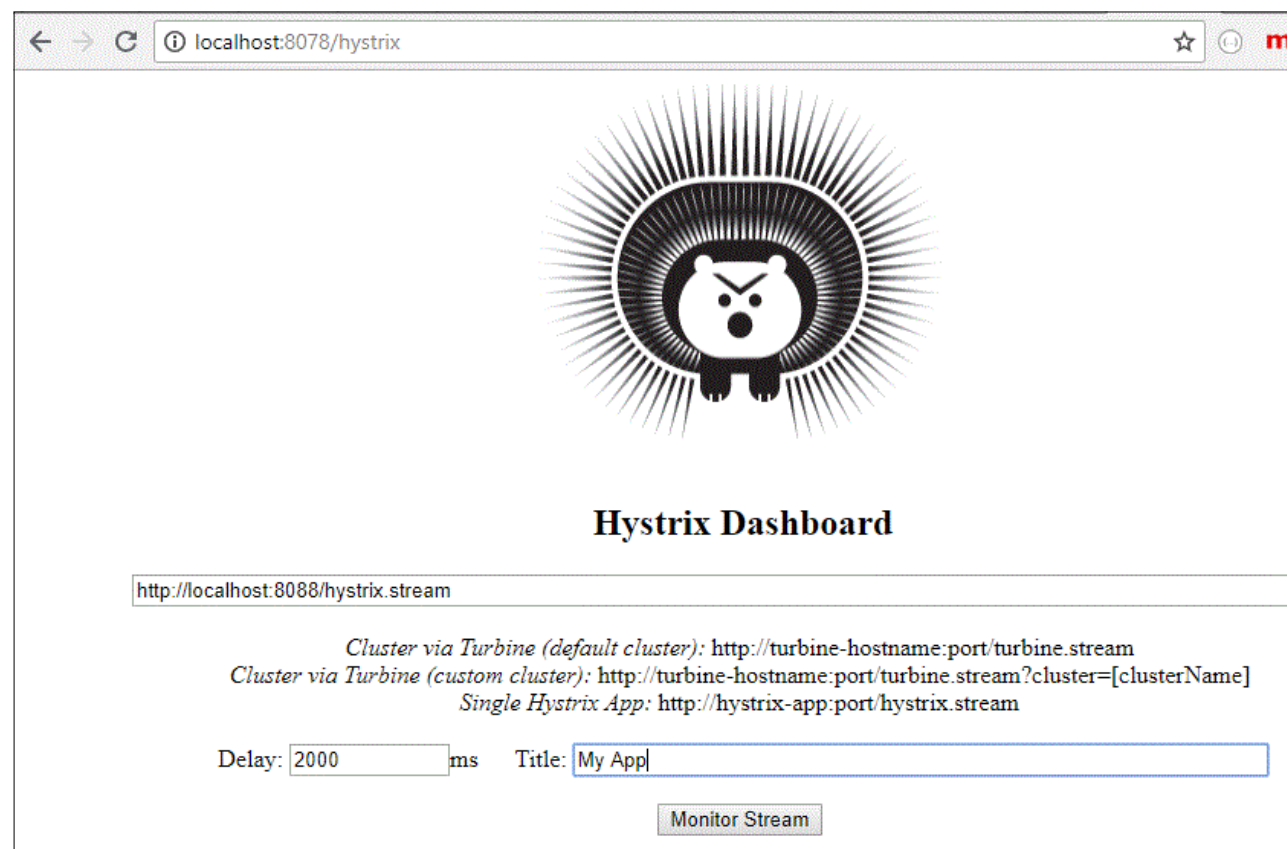 localhost:8078/hystrix
m
Hystrix Dashboard
http://localhost:8088/hystrix.stream
Cluster via Turbine (default cluster): http://turbine-hostname:port/turbine.stream
Cluster via Turbine (custom cluster): http://turbine-hostname:port/turbine.stream?cluster=[clusterName]
Single Hystrix App: http://hystrix-app:port/hystrix.stream
Delay: 2000 ms Title: My App
Monitor Stream